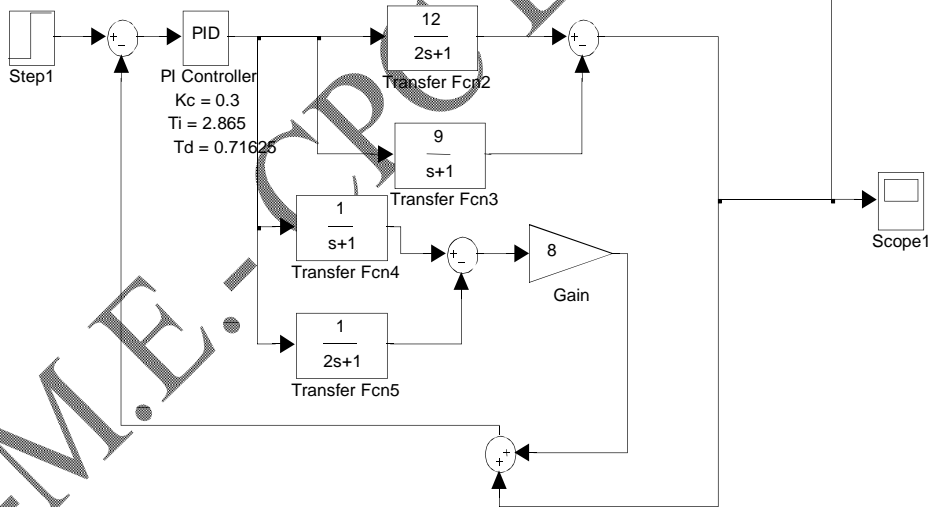 Step1
PID
PI Controller
Kc = 0.3
Ti = 2.865
Td = 0.71625
12
2s+1
Transfer Fcn2
9
s+1
Transfer Fcn3
1
s+1
Transfer Fcn4
8
Gain
1
2s+1
Transfer Fcn5
Scope1
M.E.-CPC